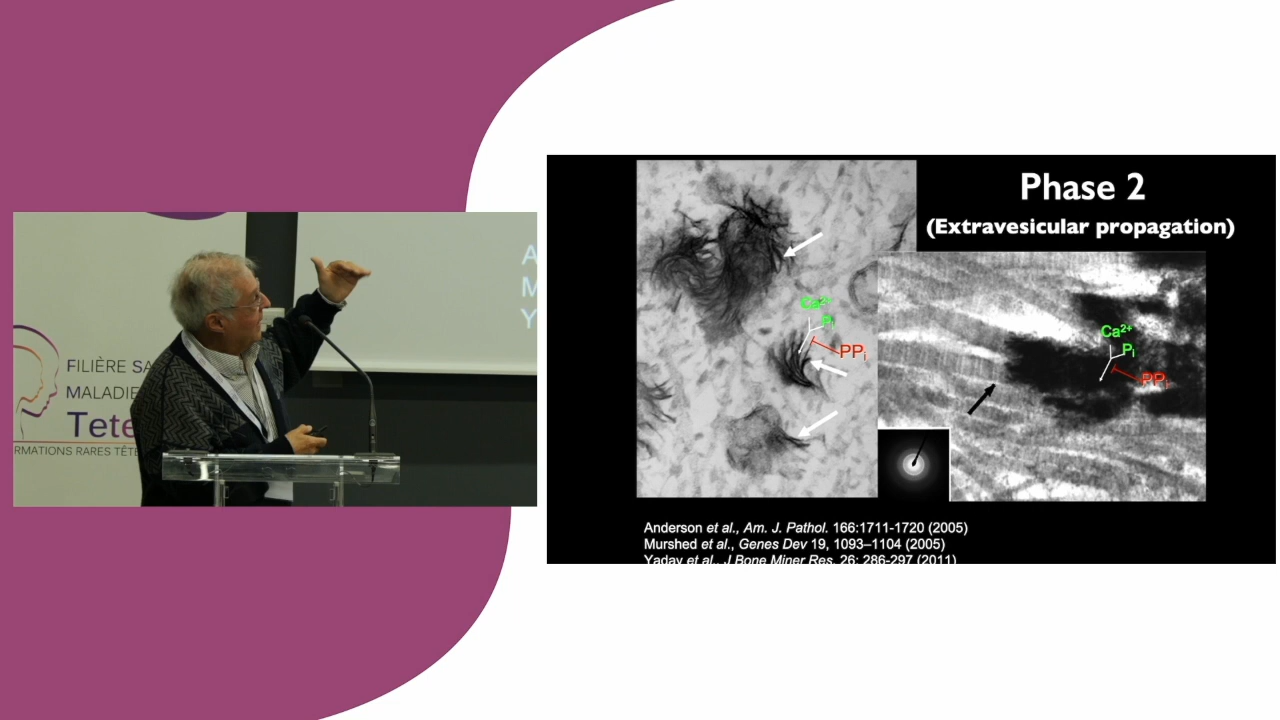 FILIÈRE SA
MALADIE
Tete
RMATIONS RARES TÊTE
A
M
Y
Phase 2
(Extravesicular propagation)
Ca²⁺
Pi
PPi
Ca²⁺
Pi
PPi
Anderson et al., Am. J. Pathol. 166:1711-1720 (2005)
Murshed et al., Genes Dev 19, 1093–1104 (2005)
Yadav et al., J Bone Miner Res. 26: 286-297 (2011)